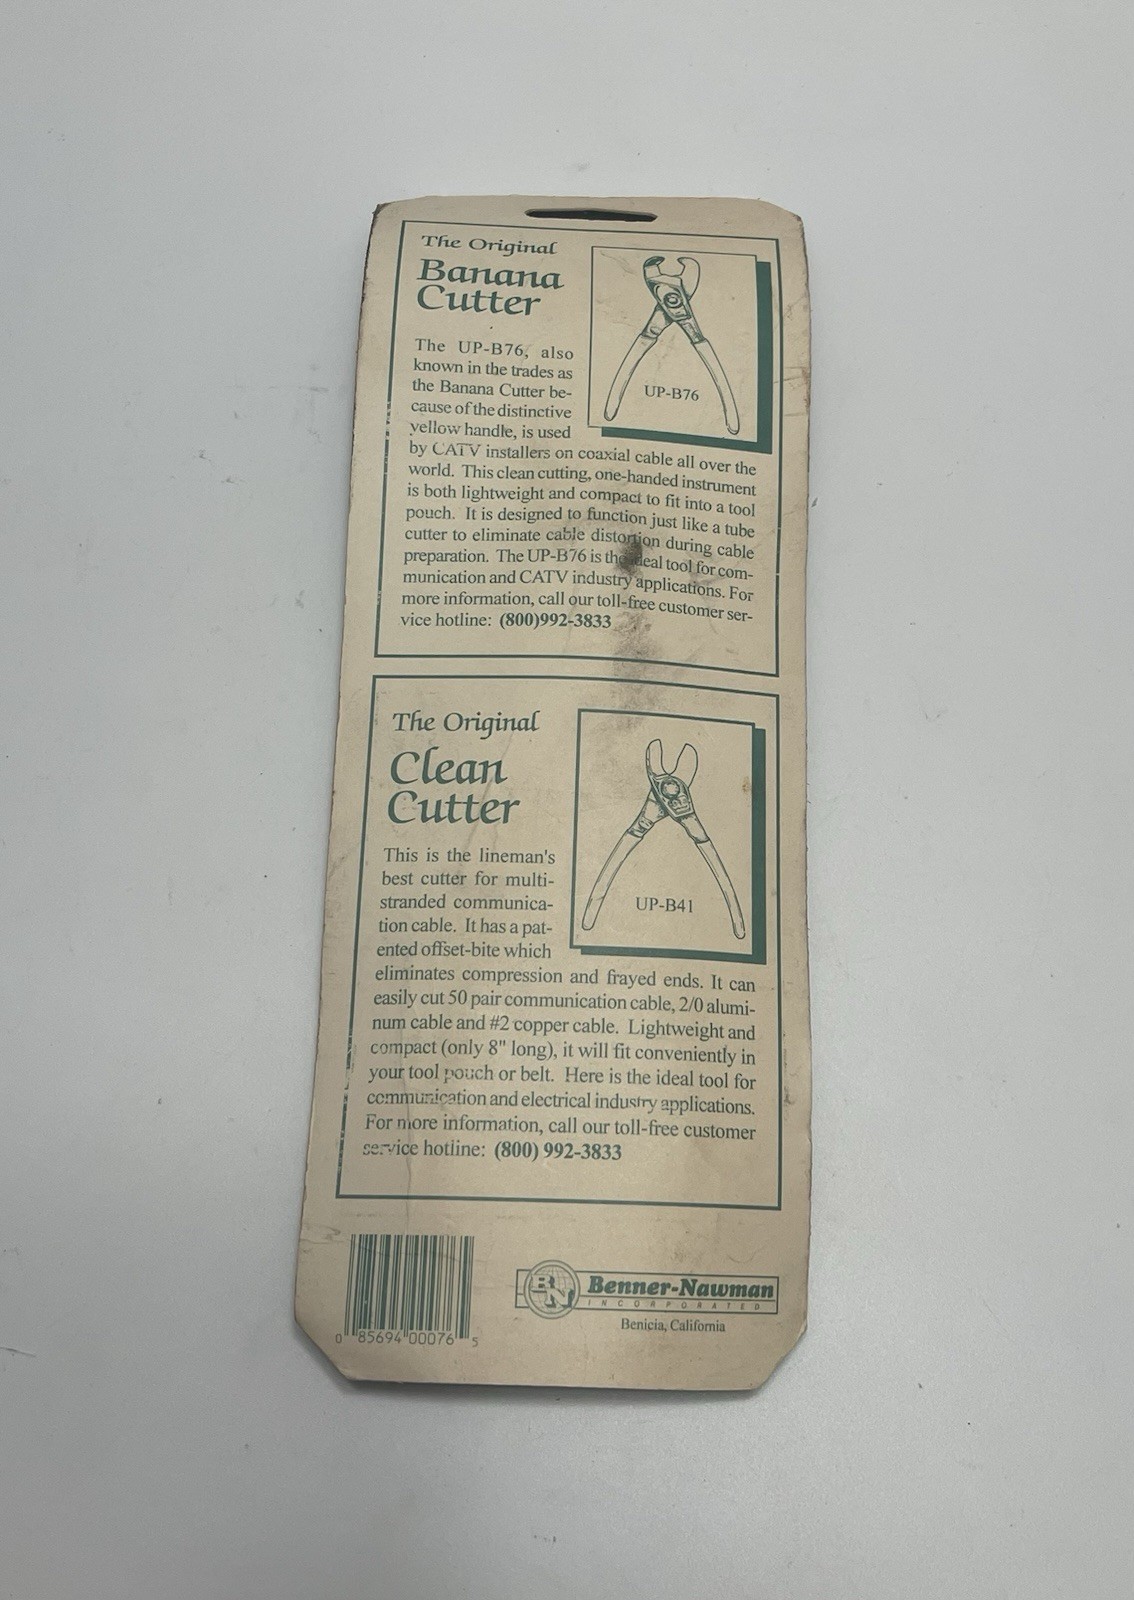 The Original
Banana
Cutter
The UP-B76, also
known in the trades as
the Banana Cutter be-
cause of the distinctive
yellow handle, is used
by CATV installers on coaxial cable all over the
world. This clean cutting, one-handed instrument
is both lightweight and compact to fit into a tool
pouch. It is designed to function just like a tube
cutter to eliminate cable distortion during cable
preparation. The UP-B76 is the ideal tool for com-
munication and CATV industry applications. For
more information, call our toll-free customer ser-
vice hotline: (800)992-3833
UP-B76
The Original
Clean
Cutter
This is the lineman's
best cutter for multi-
stranded communica-
tion cable. It has a pat-
ented offset-bite which
eliminates compression and frayed ends. It can
easily cut 50 pair communication cable, 2/0 alumi-
num cable and #2 copper cable. Lightweight and
compact (only 8" long), it will fit conveniently in
your tool pouch or belt. Here is the ideal tool for
communication and electrical industry applications.
For more information, call our toll-free customer
service hotline: (800) 992-3833
UP-B41
0 85694 00076 5
BN
Benner-Nawman
INCORPORATED
Benicia, California